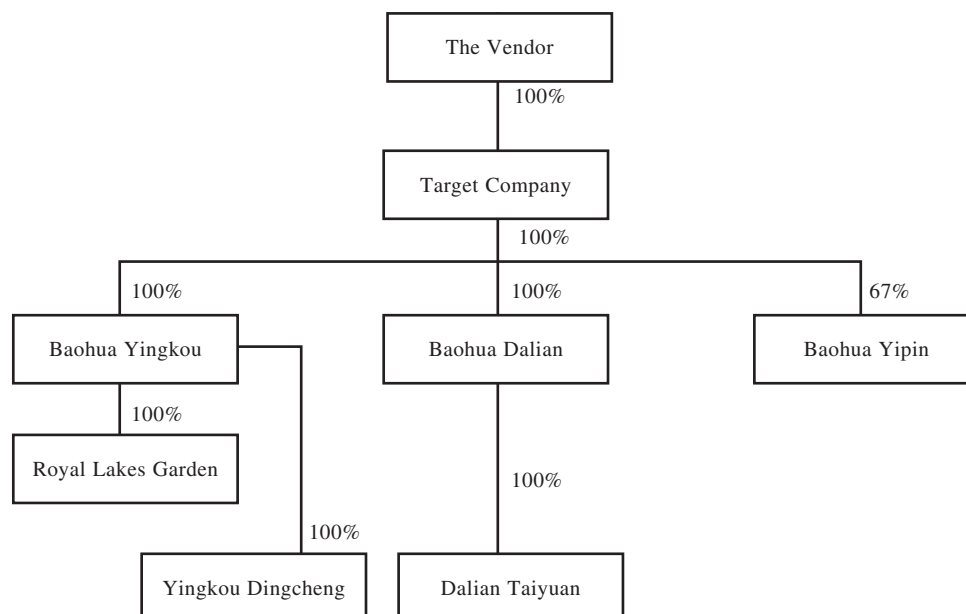 The Vendor
100%
Target Company
100%
100%
100%
67%
Baohua Yingkou
Baohua Dalian
Baohua Yipin
100%
Royal Lakes Garden
100%
100%
Yingkou Dingcheng
Dalian Taiyuan